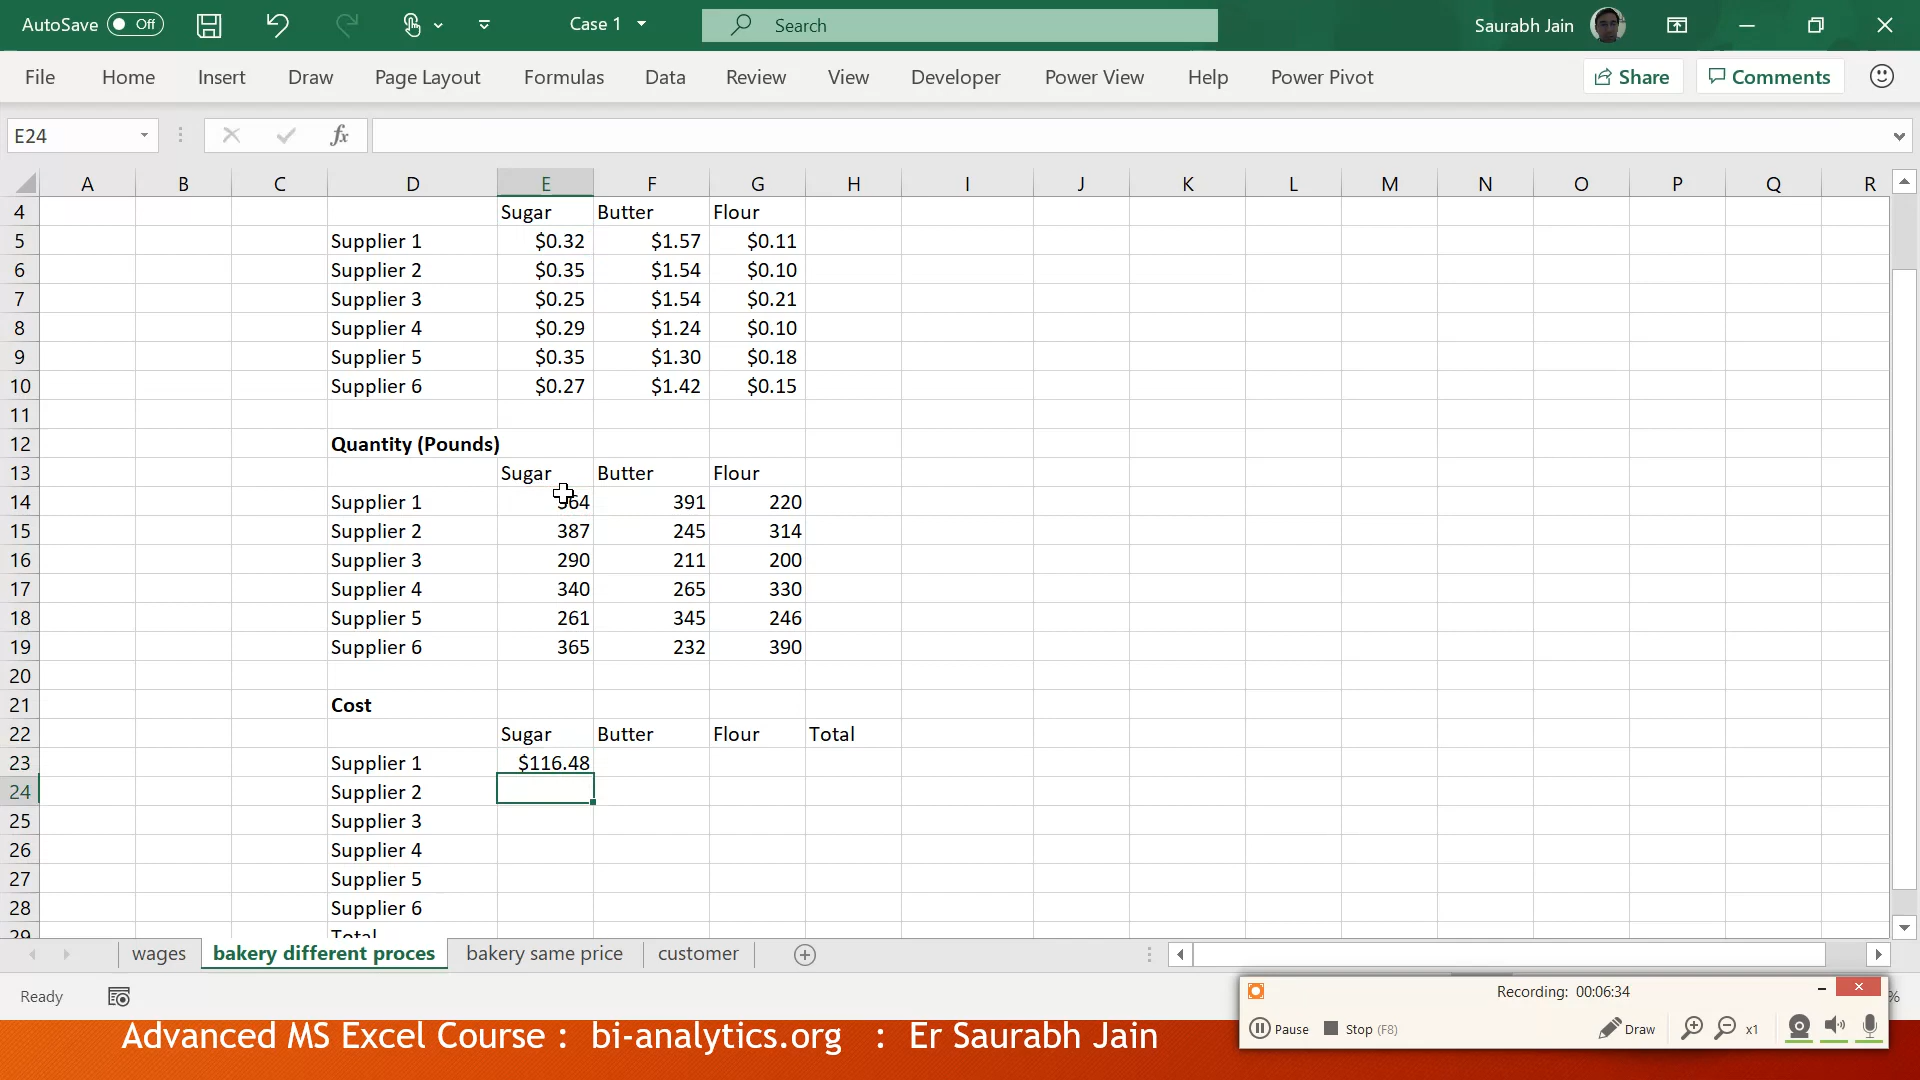 AutoSave Off Case 1 Search Saurabh Jain
File Home Insert Draw Page Layout Formulas Data Review View Developer Power View Help Power Pivot Share Comments
E24 fx
A B C D E F G H I J K L M N O P Q R
4 Sugar Butter Flour
5 Supplier 1 $0.32 $1.57 $0.11
6 Supplier 2 $0.35 $1.54 $0.10
7 Supplier 3 $0.25 $1.54 $0.21
8 Supplier 4 $0.29 $1.24 $0.10
9 Supplier 5 $0.35 $1.30 $0.18
10 Supplier 6 $0.27 $1.42 $0.15
11
12 Quantity (Pounds)
13 Sugar Butter Flour
14 Supplier 1 364 391 220
15 Supplier 2 387 245 314
16 Supplier 3 290 211 200
17 Supplier 4 340 265 330
18 Supplier 5 261 345 246
19 Supplier 6 365 232 390
20
21 Cost
22 Sugar Butter Flour Total
23 Supplier 1 $116.48
24 Supplier 2
25 Supplier 3
26 Supplier 4
27 Supplier 5
28 Supplier 6
29 Total
wages bakery different proces bakery same price customer
Ready %
Recording: 00:06:34
Pause Stop (F8) Draw x1
Advanced MS Excel Course : bi-analytics.org : Er Saurabh Jain